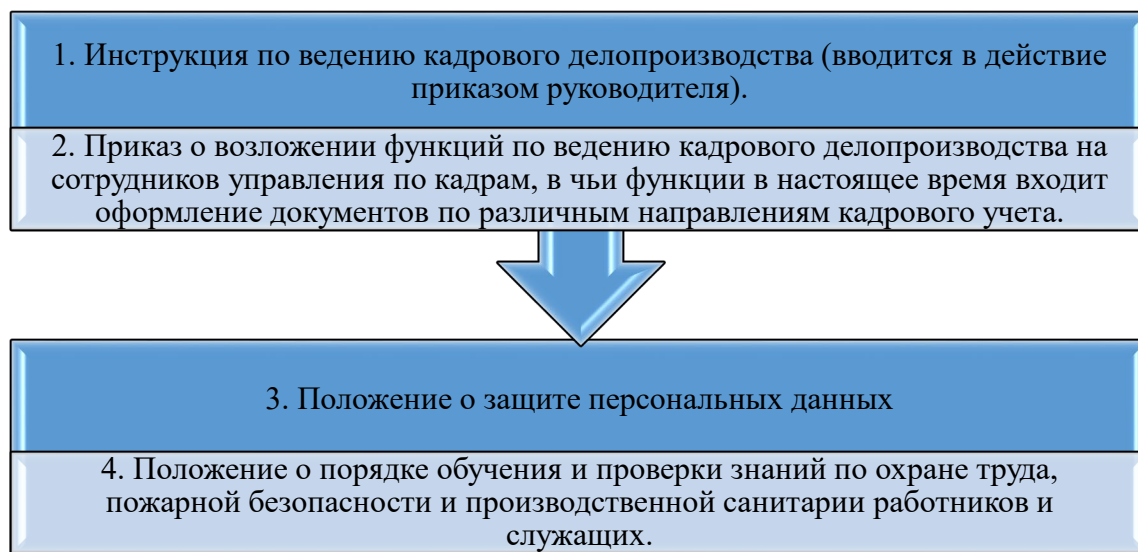 1. Инструкция по ведению кадрового делопроизводства (вводится в действие
приказом руководителя).
2. Приказ о возложении функций по ведению кадрового делопроизводства на
сотрудников управления по кадрам, в чьи функции в настоящее время входит
оформление документов по различным направлениям кадрового учета.
3. Положение о защите персональных данных
4. Положение о порядке обучения и проверки знаний по охране труда,
пожарной безопасности и производственной санитарии работников и
служащих.